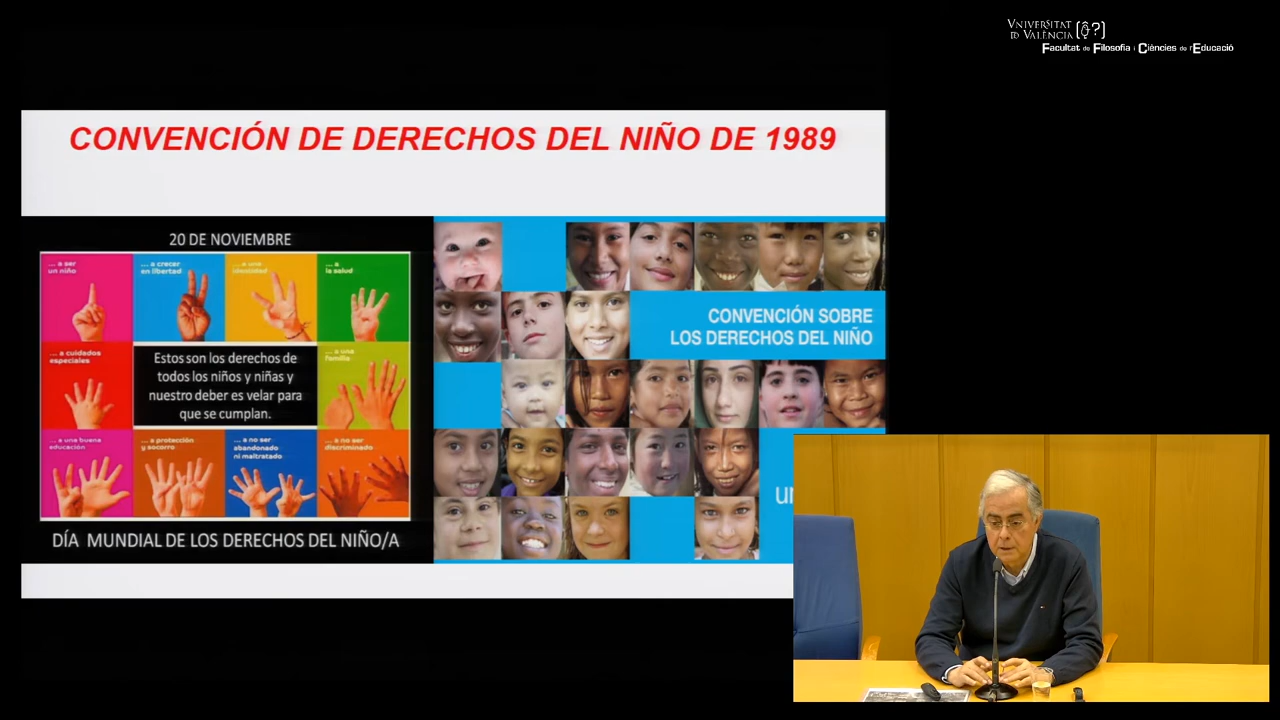 VNIVERSITAT
ID VALÈNCIA
Facultat de Filosofia i Ciències de l'Educació
CONVENCIÓN DE DERECHOS DEL NIÑO DE 1989
20 DE NOVIEMBRE
... a ser
un niño
... a crecer
en libertad
... a una
identidad
... a
la salud
... a cuidados
especiales
Estos son los derechos de
todos los niños y niñas y
nuestro deber es velar para
que se cumplan.
... a una
familia
... a una buena
educación
... a protección
y socorro
... a no ser
abandonado
ni maltratado
... a no ser
discriminado
DÍA MUNDIAL DE LOS DERECHOS DEL NIÑO/A
CONVENCIÓN SOBRE
LOS DERECHOS DEL NIÑO